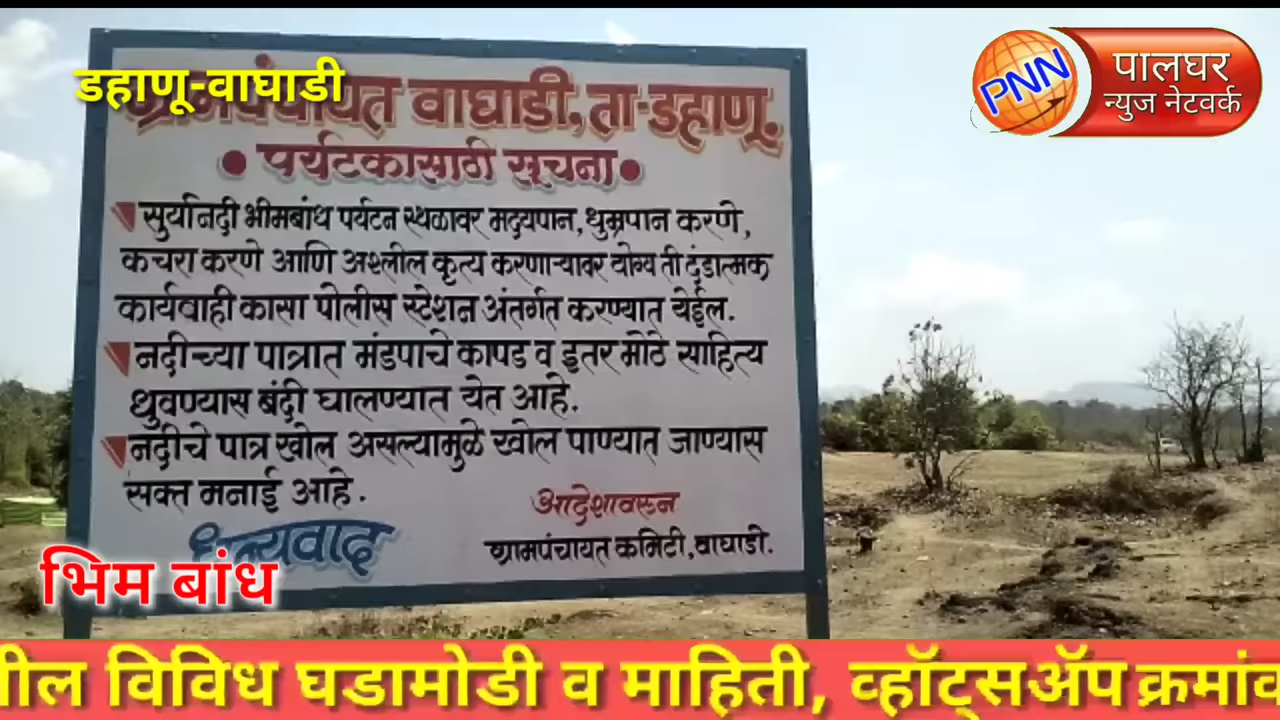 डहाणू-वाघाडी
ग्रामपंचायत वाघाडी, ता-डहाणू.
• पर्यटकासाठी सूचना •
सुर्यानदी भीमबांध पर्यटन स्थळावर मद्यपान, धुम्रपान करणे,
कचरा करणे आणि अश्लील कृत्य करणाऱ्यावर योग्य ती दंडात्मक
कार्यवाही कासा पोलीस स्टेशन अंतर्गत करण्यात येईल.
नदीच्या पात्रात मंडपाचे कापड व इतर मोठे साहित्य
धुवण्यास बंदी घालण्यात येत आहे.
नदीचे पात्र खोल असल्यामुळे खोल पाण्यात जाण्यास
सक्त मनाई आहे.
धन्यवाद
आदेशावरून
ग्रामपंचायत कमिटी, वाघाडी.
PNN
पालघर
न्युज नेटवर्क
भिम बांध
ील विविध घडामोडी व माहिती, व्हॉट्सॲप क्रमांक